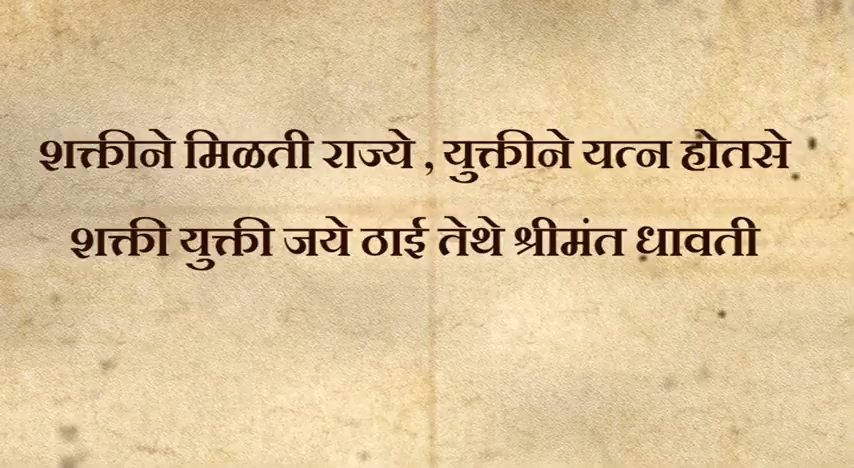 शक्तीने मिळती राज्ये , युक्तीने यत्न होतसे
शक्ती युक्ती जये ठाई तेथे श्रीमंत धावती